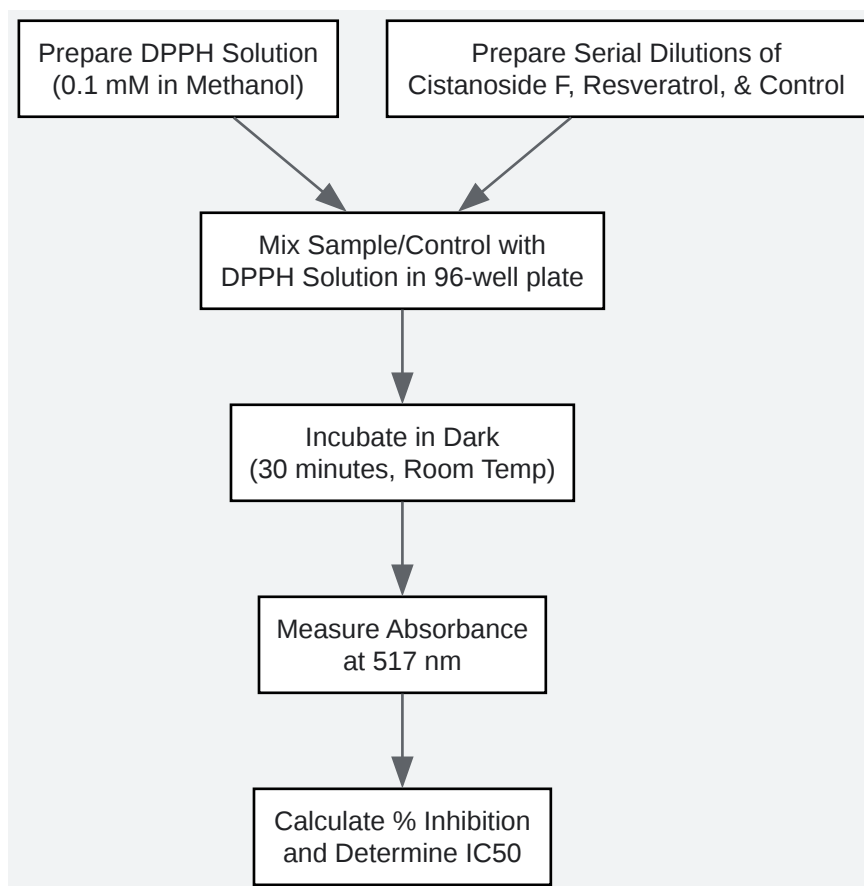 Prepare DPPH Solution
(0.1 mM in Methanol)
Prepare Serial Dilutions of
Cistanoside F, Resveratrol, & Control
Mix Sample/Control with
DPPH Solution in 96-well plate
Incubate in Dark
(30 minutes, Room Temp)
Measure Absorbance
at 517 nm
Calculate % Inhibition
and Determine IC50